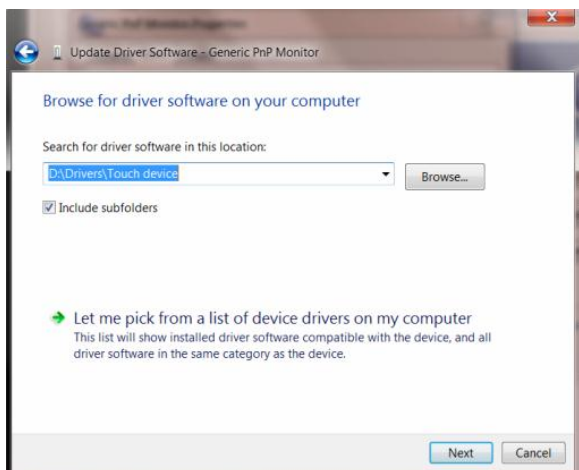 Update Driver Software - Generic PnP Monitor
Browse for driver software on your computer
Search for driver software in this location:
D:\Drivers\Touch device
Browse...
Include subfolders
Let me pick from a list of device drivers on my computer
This list will show installed driver software compatible with the device, and all
driver software in the same category as the device.
Next Cancel